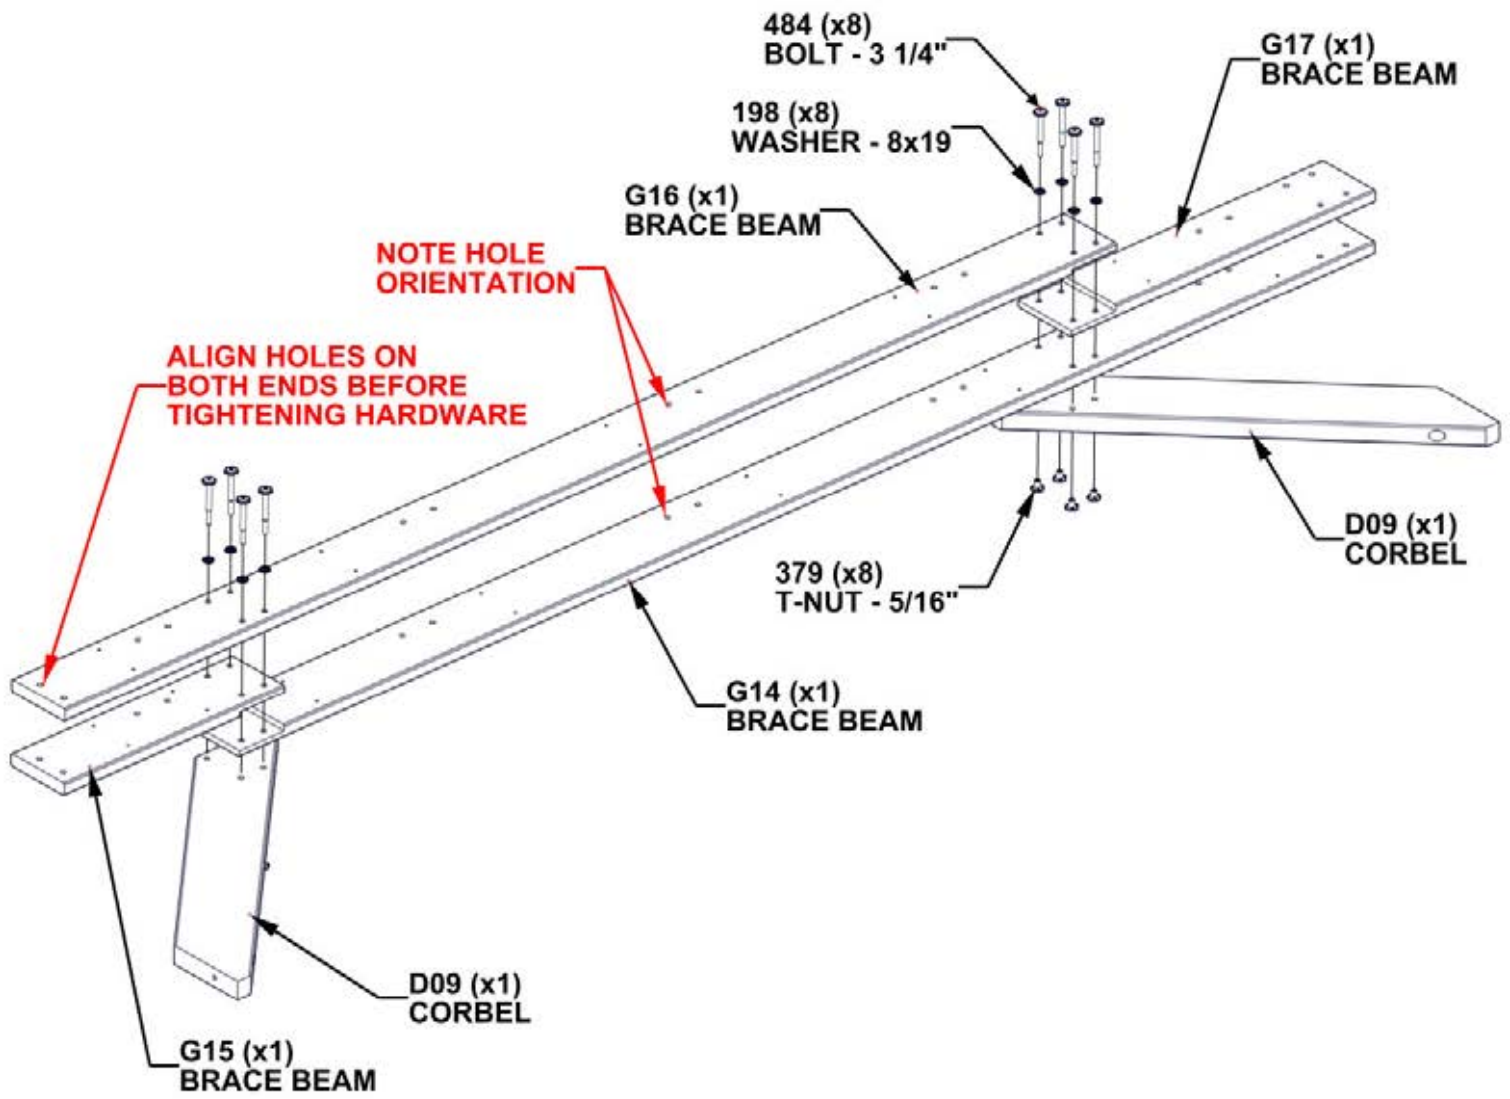 484 (x8)
BOLT - 3 1/4"
G17 (x1)
BRACE BEAM
198 (x8)
WASHER - 8x19
G16 (x1)
BRACE BEAM
NOTE HOLE
ORIENTATION
ALIGN HOLES ON
BOTH ENDS BEFORE
TIGHTENING HARDWARE
D09 (x1)
CORBEL
379 (x8)
T-NUT - 5/16"
G14 (x1)
BRACE BEAM
D09 (x1)
CORBEL
G15 (x1)
BRACE BEAM